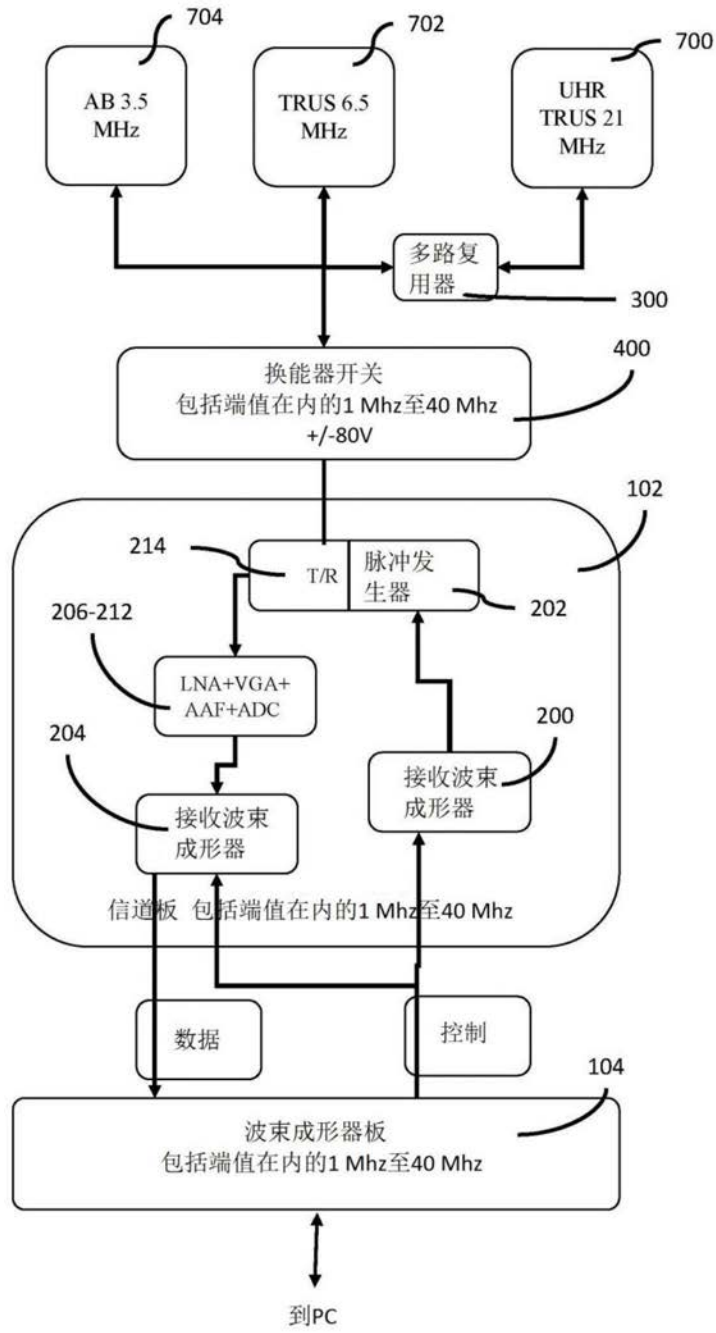 704
702
700
AB 3.5
MHz
TRUS 6.5
MHz
UHR
TRUS 21
MHz
多路复
用器
300
换能器开关
包括端值在内的1 Mhz至40 Mhz
+/-80V
400
102
214
T/R
脉冲发
生器
202
206-212
LNA+VGA+
AAF+ADC
204
200
接收波束
成形器
接收波束
成形器
信道板 包括端值在内的1 Mhz至40 Mhz
数据
控制
104
波束成形器板
包括端值在内的1 Mhz至40 Mhz
到PC